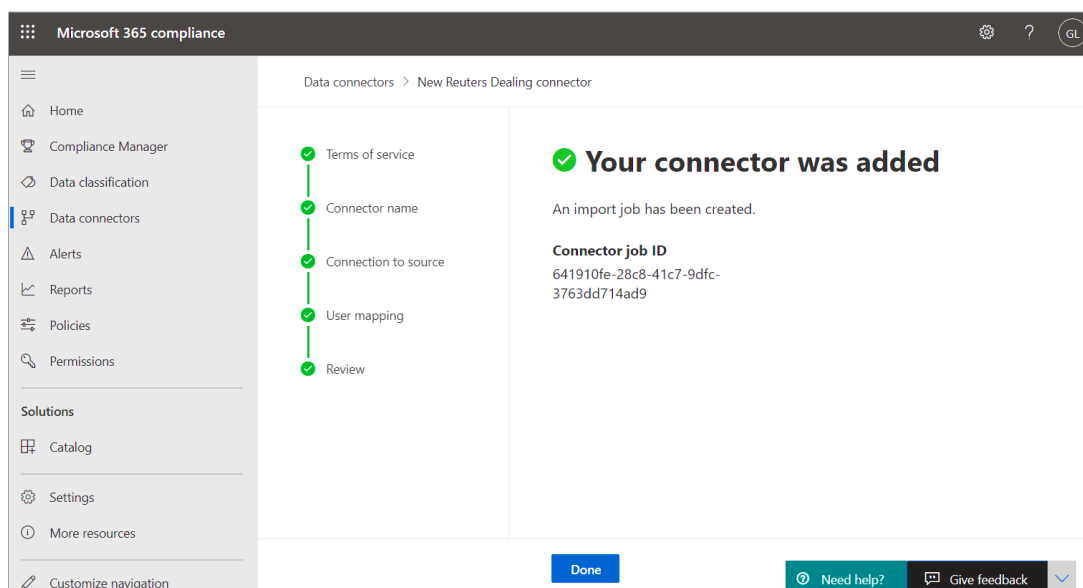 Microsoft 365 compliance
?
GL
Data connectors > New Reuters Dealing connector
Home
Compliance Manager
Data classification
Data connectors
Alerts
Reports
Policies
Permissions
Solutions
Catalog
Settings
More resources
Customize navigation
Terms of service
Connector name
Connection to source
User mapping
Review
Your connector was added
An import job has been created.
Connector job ID
641910fe-28c8-41c7-9dfc-
3763dd714ad9
Done
Need help?
Give feedback